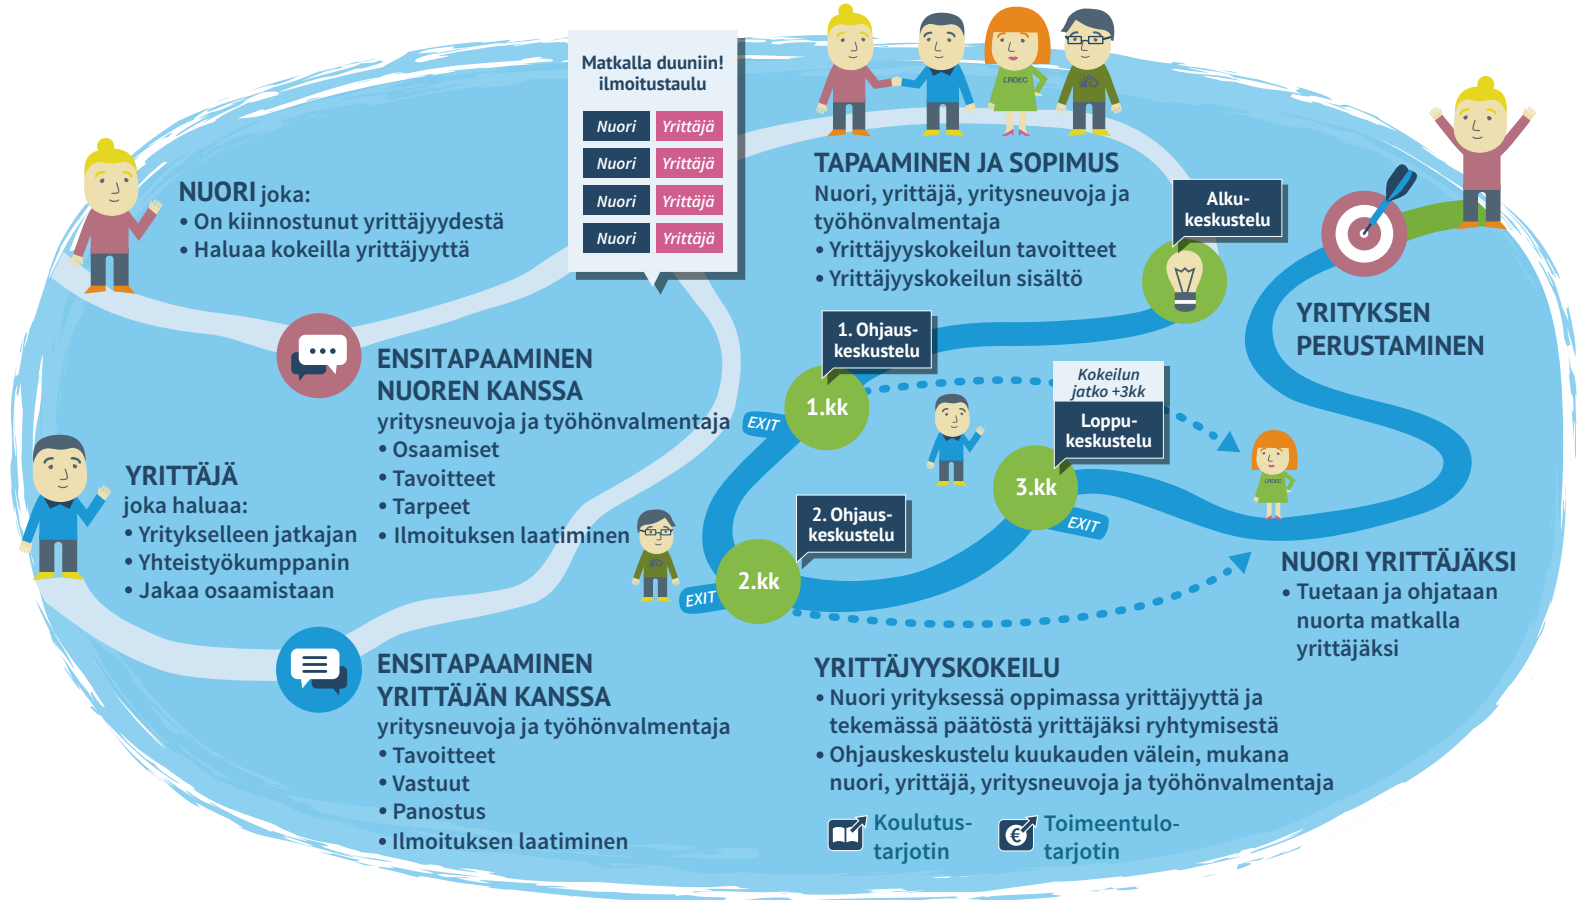 Matkalla duuniin!
ilmoitustaulu
Nuori Yrittäjä
Nuori Yrittäjä
Nuori Yrittäjä
Nuori Yrittäjä
NUORI joka:
• On kiinnostunut yrittäjyydestä
• Haluaa kokeilla yrittäjyyttä
ENSITAPAAMINEN
NUOREN KANSSA
yritysneuvoja ja työhönvalmentaja
• Osaamiset
• Tavoitteet
• Tarpeet
• Ilmoituksen laatiminen
YRITTÄJÄ
joka haluaa:
• Yritykselleen jatkajan
• Yhteistyökumppanin
• Jakaa osaamistaan
ENSITAPAAMINEN
YRITTÄJÄN KANSSA
yritysneuvoja ja työhönvalmentaja
• Tavoitteet
• Vastuut
• Panostus
• Ilmoituksen laatiminen
LADEC
TAPAAMINEN JA SOPIMUS
Nuori, yrittäjä, yritysneuvoja ja
työhönvalmentaja
• Yrittäjyyskokeilun tavoitteet
• Yrittäjyyskokeilun sisältö
Alku-
keskustelu
1. Ohjaus-
keskustelu
1.kk
EXIT
2. Ohjaus-
keskustelu
2.kk
EXIT
Kokeilun
jatko +3kk
Loppu-
keskustelu
3.kk
EXIT
LADEC
YRITYKSEN
PERUSTAMINEN
NUORI YRITTÄJÄKSI
• Tuetaan ja ohjataan
nuorta matkalla
yrittäjäksi
YRITTÄJYYSKOKEILU
• Nuori yrityksessä oppimassa yrittäjyyttä ja
tekemässä päätöstä yrittäjäksi ryhtymisestä
• Ohjauskeskustelu kuukauden välein, mukana
nuori, yrittäjä, yritysneuvoja ja työhönvalmentaja
Koulutus-
tarjotin
€
Toimeentulo-
tarjotin